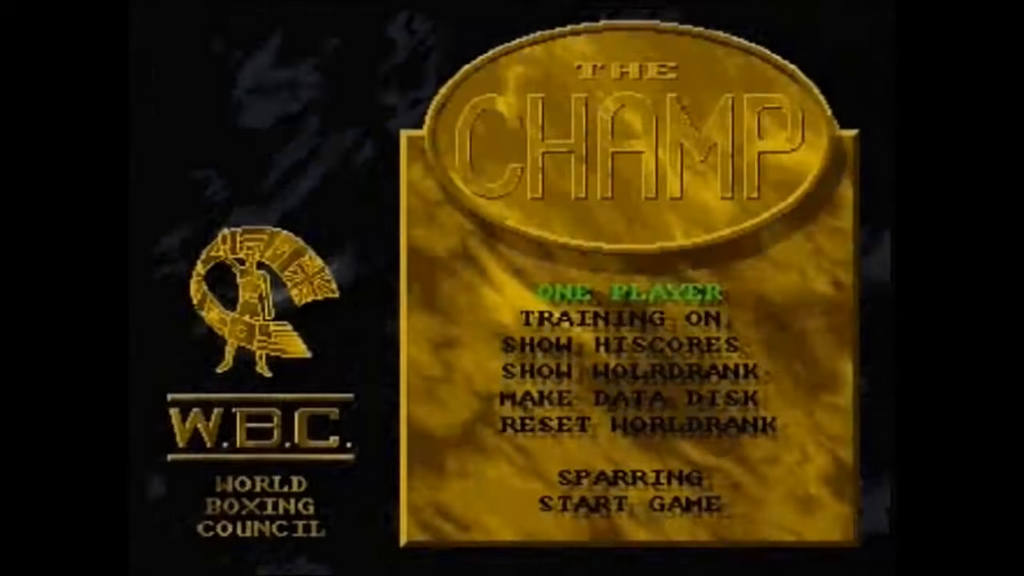 THE
CHAMP
ONE PLAYER
TRAINING ON
SHOW HISCORES
SHOW WOLRDRANK
MAKE DATA DISK
RESET WORLDRANK
SPARRING
START GAME
W.B.C.
WORLD
BOXING
COUNCIL